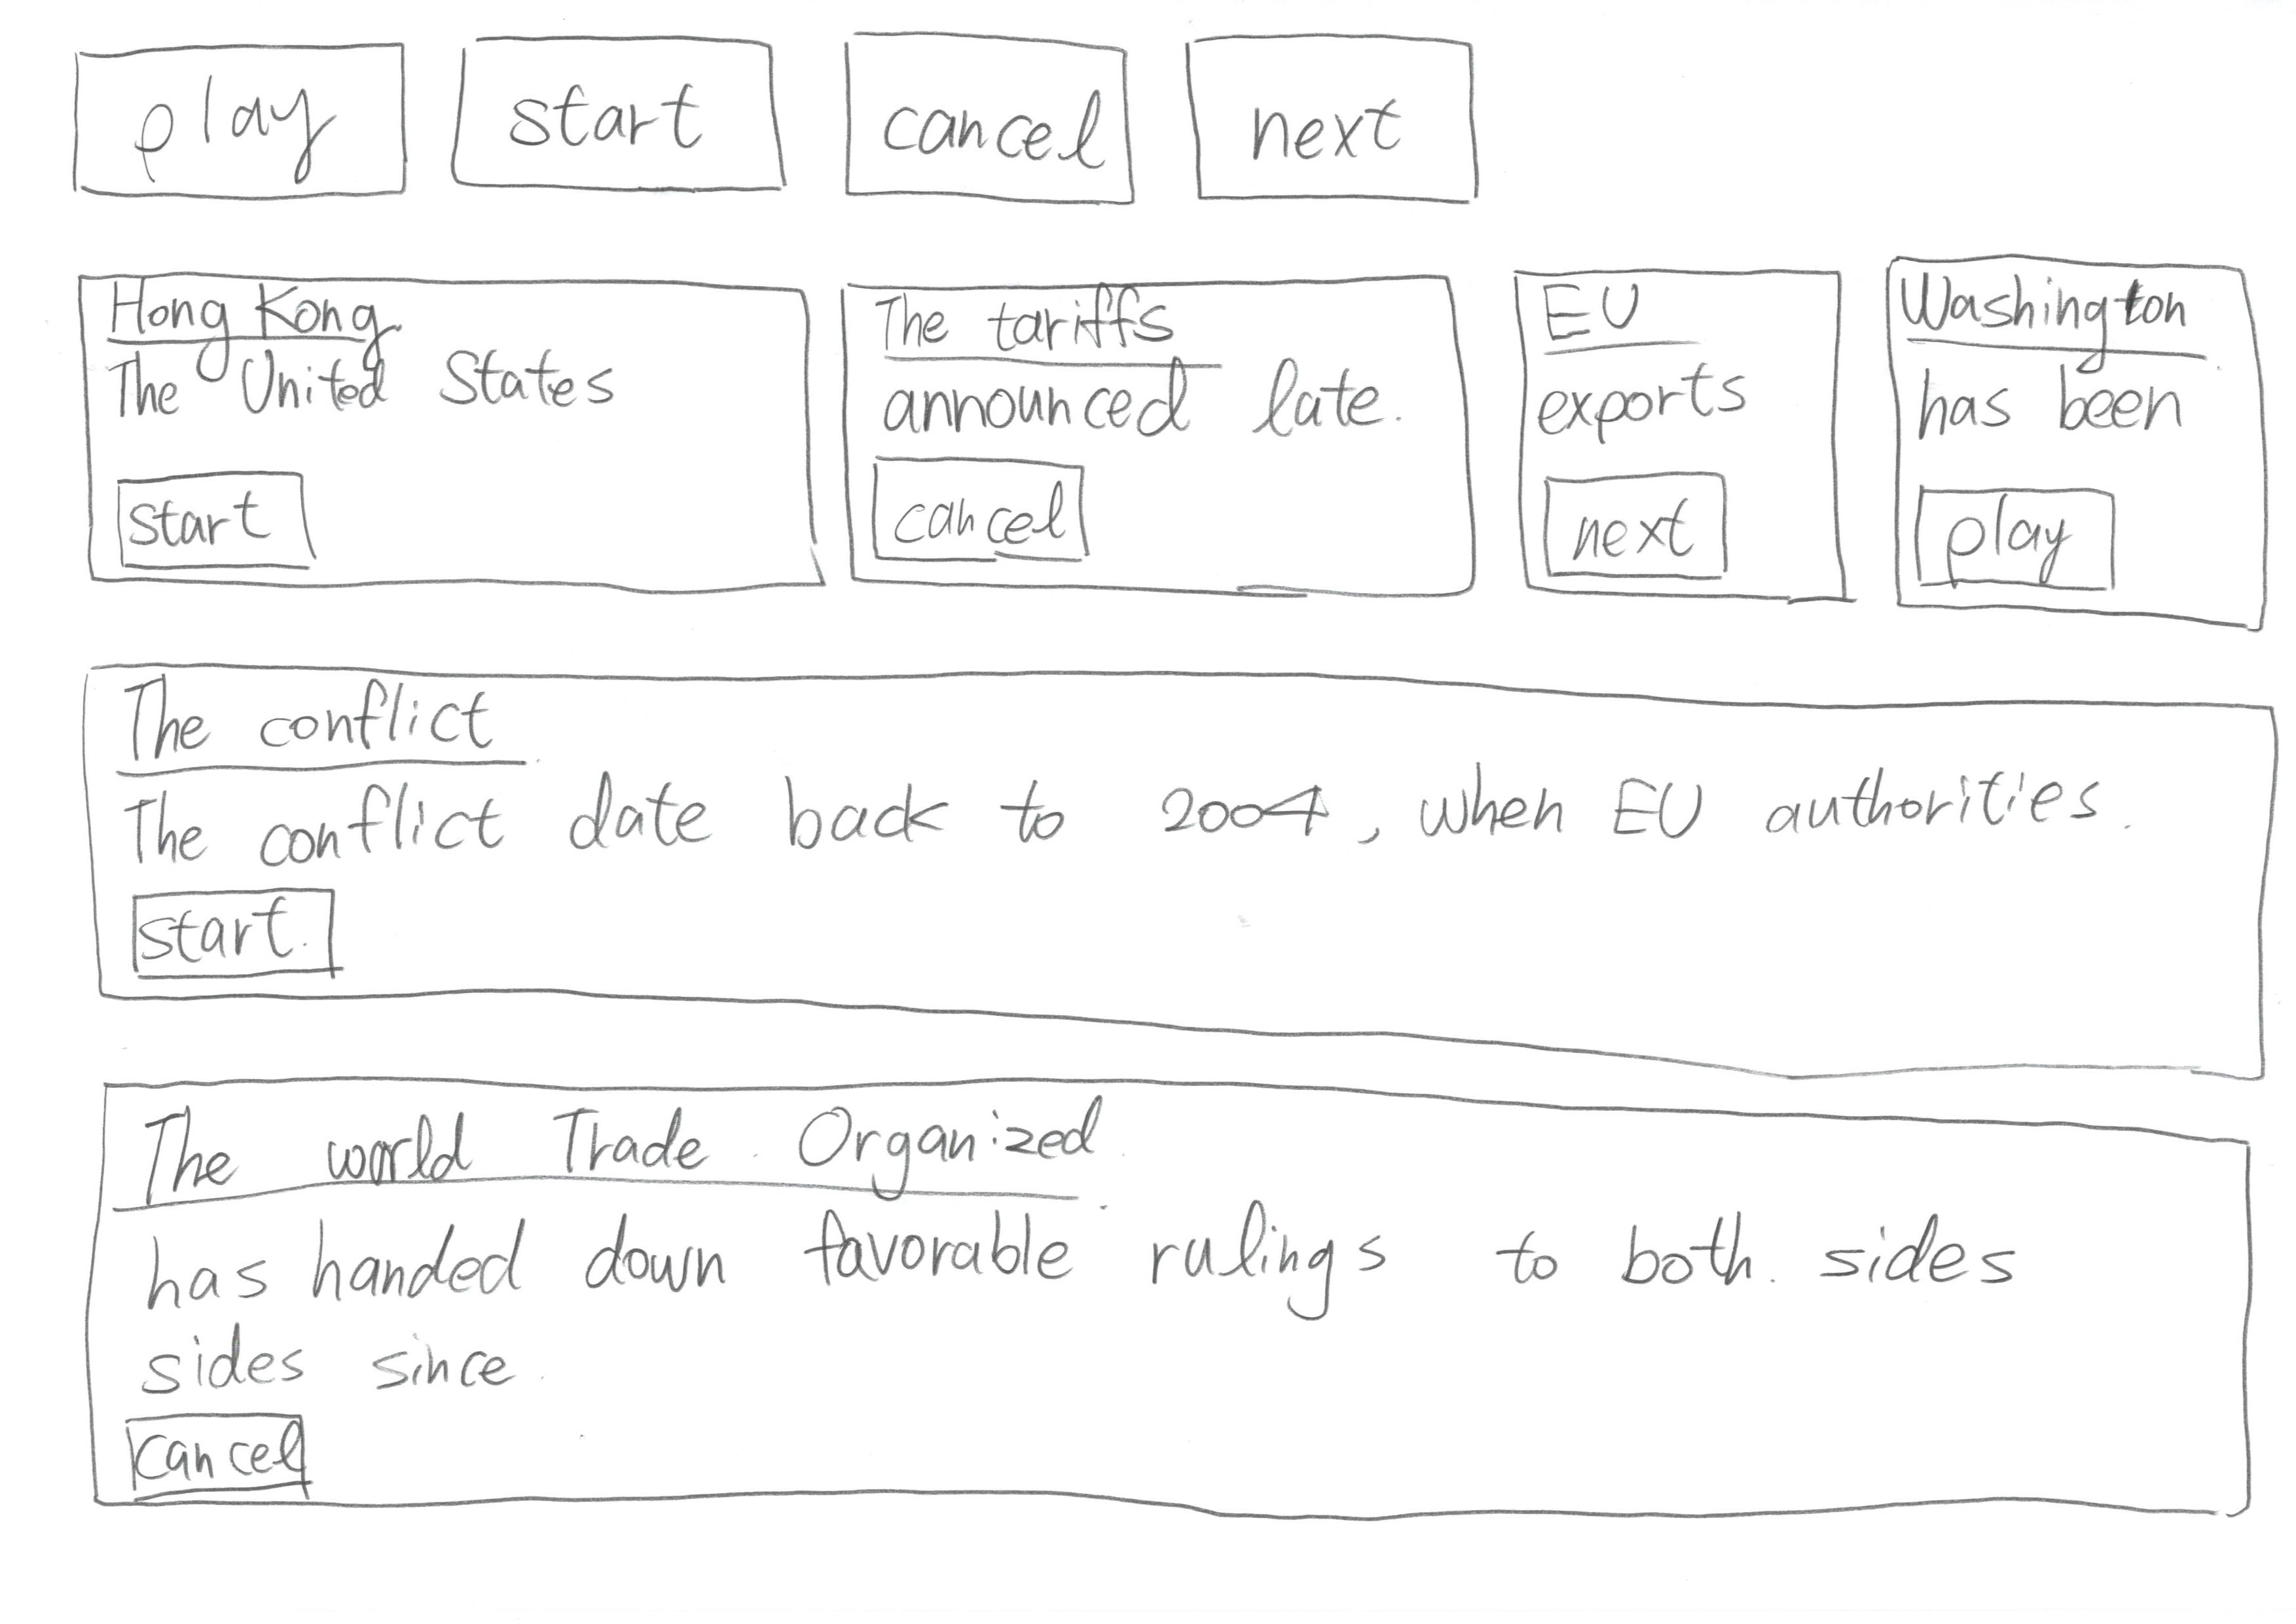 play start cancel next
Hong Kong
The United States
start
The tariffs
announced late.
cancel
EU
exports
next
Washington
has been
play
The conflict
The conflict date back to 2004, when EU authorities.
start.
The world Trade Organized
has handed down favorable rulings to both sides
sides since.
cancel